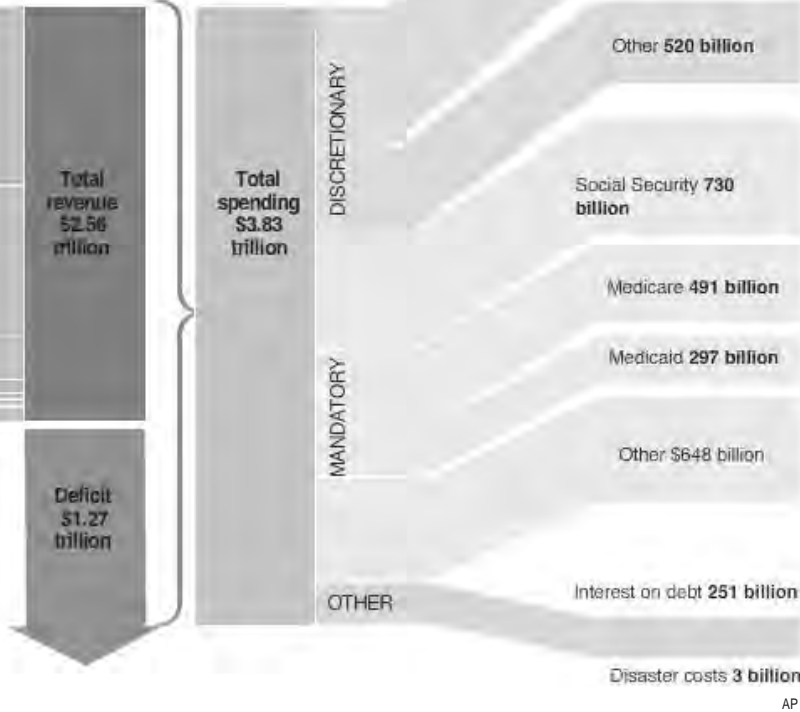 Total
revenue
$2.56
trillion
Deficit
$1.27
trillion
Total
spending
$3.83
trillion
DISCRETIONARY
MANDATORY
OTHER
Other 520 billion
Social Security 730
billion
Medicare 491 billion
Medicaid 297 billion
Other $648 billion
Interest on debt 251 billion
Disaster costs 3 billion
AP